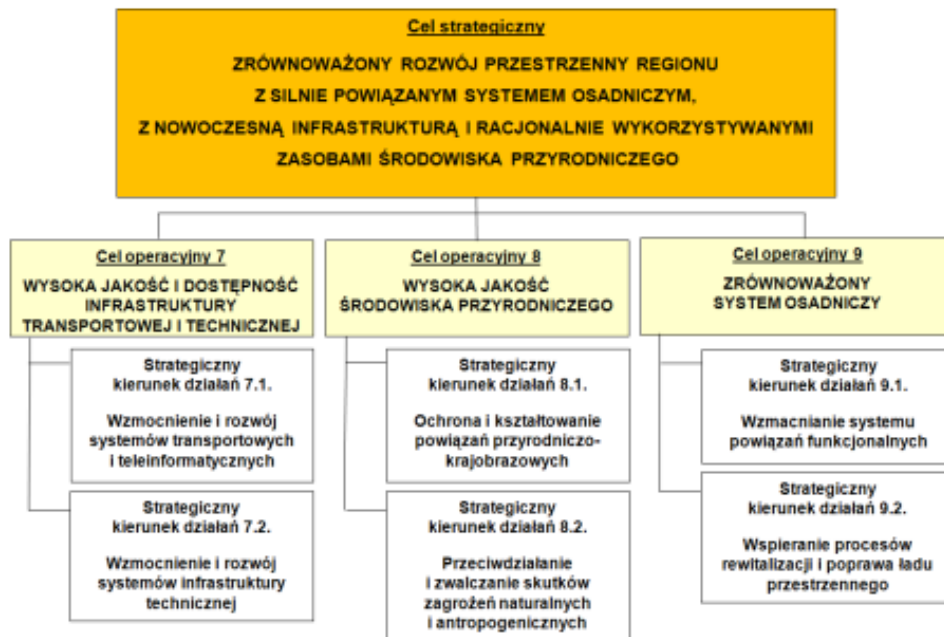 Cel strategiczny
ZRÓWNOWAŻONY ROZWÓJ PRZESTRZENNY REGIONU
Z SILNIE POWIĄZANYM SYSTEMEM OSADNICZYM,
Z NOWOCZESNĄ INFRASTRUKTURĄ I RACJONALNIE WYKORZYSTYWANYMI
ZASOBAMI ŚRODOWISKA PRZYRODNICZEGO
Cel operacyjny 7
WYSOKA JAKOŚĆ I DOSTĘPNOŚĆ
INFRASTRUKTURY
TRANSPORTOWEJ I TECHNICZNEJ
Strategiczny
kierunek działań 7.1.
Wzmocnienie i rozwój
systemów transportowych
i teleinformatycznych
Strategiczny
kierunek działań 7.2.
Wzmocnienie i rozwój
systemów infrastruktury
technicznej
Cel operacyjny 8
WYSOKA JAKOŚĆ
ŚRODOWISKA PRZYRODNICZEGO
Strategiczny
kierunek działań 8.1.
Ochrona i kształtowanie
powiązań przyrodniczo-
krajobrazowych
Strategiczny
kierunek działań 8.2.
Przeciwdziałanie
i zwalczanie skutków
zagrożeń naturalnych
i antropogenicznych
Cel operacyjny 9
ZRÓWNOWAŻONY
SYSTEM OSADNICZY
Strategiczny
kierunek działań 9.1.
Wzmacnianie systemu
powiązań funkcjonalnych
Strategiczny
kierunek działań 9.2.
Wspieranie procesów
rewitalizacji i poprawa ładu
przestrzennego